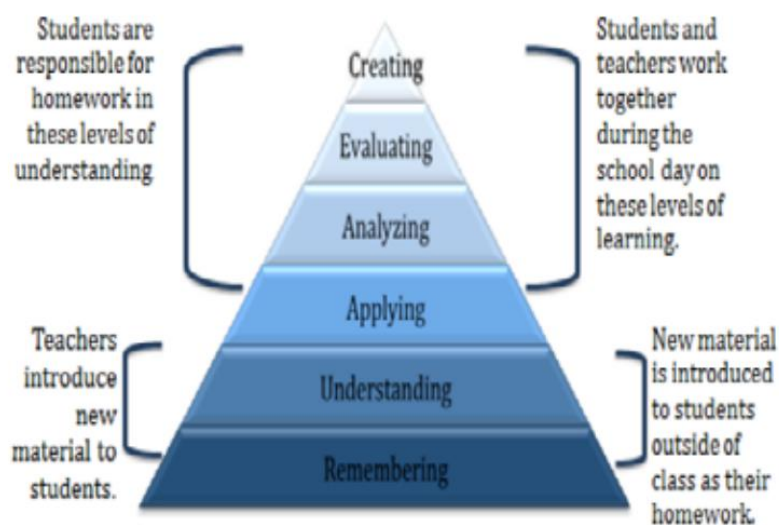 Students are
responsible for
homework in
these levels of
understanding
Creating
Evaluating
Analyzing
Applying
Understanding
Remembering
Students and
teachers work
together
during the
school day on
these levels of
learning.
Teachers
introduce
new
material to
students.
New material
is introduced
to students
outside of
class as their
homework.